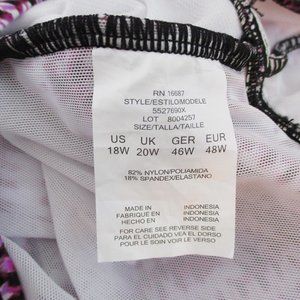 RN 16687
STYLE/ESTILO/MODELE
5527690X
LOT 8004257
SIZE/TALLA/TAILLE
US UK GER EUR
18W 20W 46W 48W
82% NYLON/POLIAMIDA
18% SPANDEX/ELASTANO
MADE IN INDONESIA
FABRIQUE EN INDONESIA
HECHO EN INDONESIA
FOR CARE SEE REVERSE SIDE
PARA EL CUIDADO VEA EL DORSO
POUR LE SOIN VOIR LE VERSO